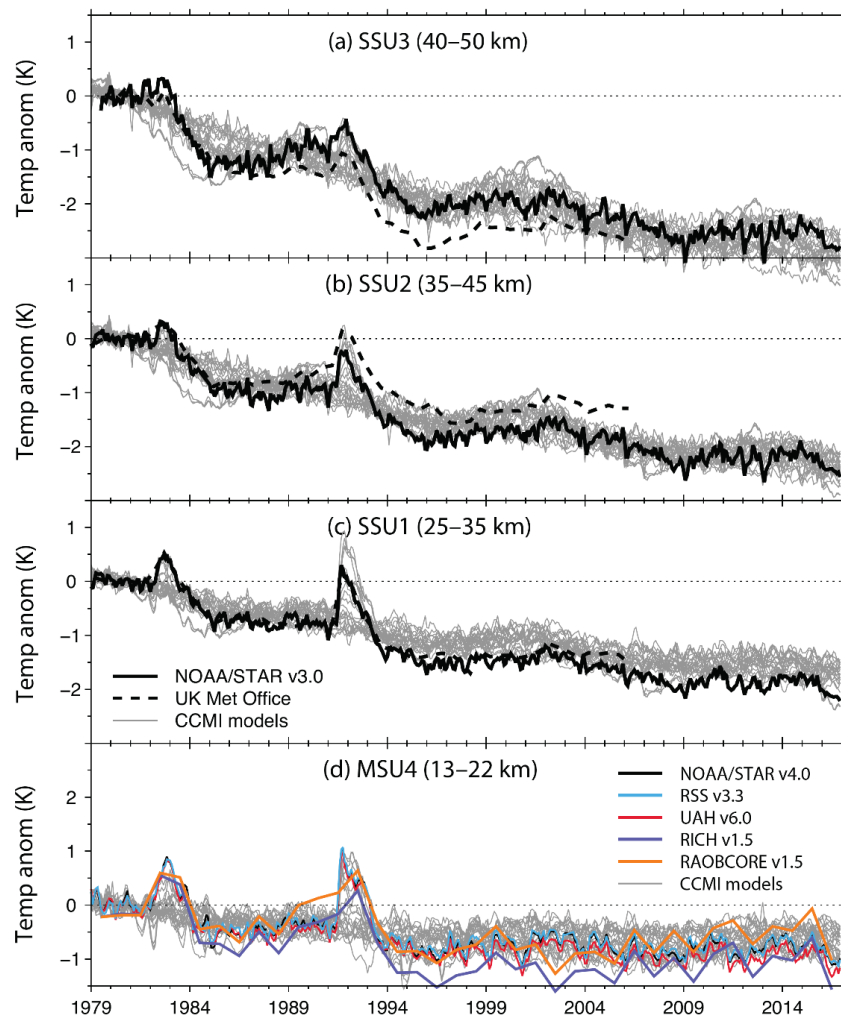 (a) SSU3 (40–50 km)
Temp anom (K)
1
0
−1
−2
(b) SSU2 (35–45 km)
Temp anom (K)
1
0
−1
−2
(c) SSU1 (25–35 km)
Temp anom (K)
1
0
−1
−2
NOAA/STAR v3.0
UK Met Office
CCMI models
(d) MSU4 (13–22 km)
Temp anom (K)
2
1
0
−1
NOAA/STAR v4.0
RSS v3.3
UAH v6.0
RICH v1.5
RAOBCORE v1.5
CCMI models
1979 1984 1989 1994 1999 2004 2009 2014